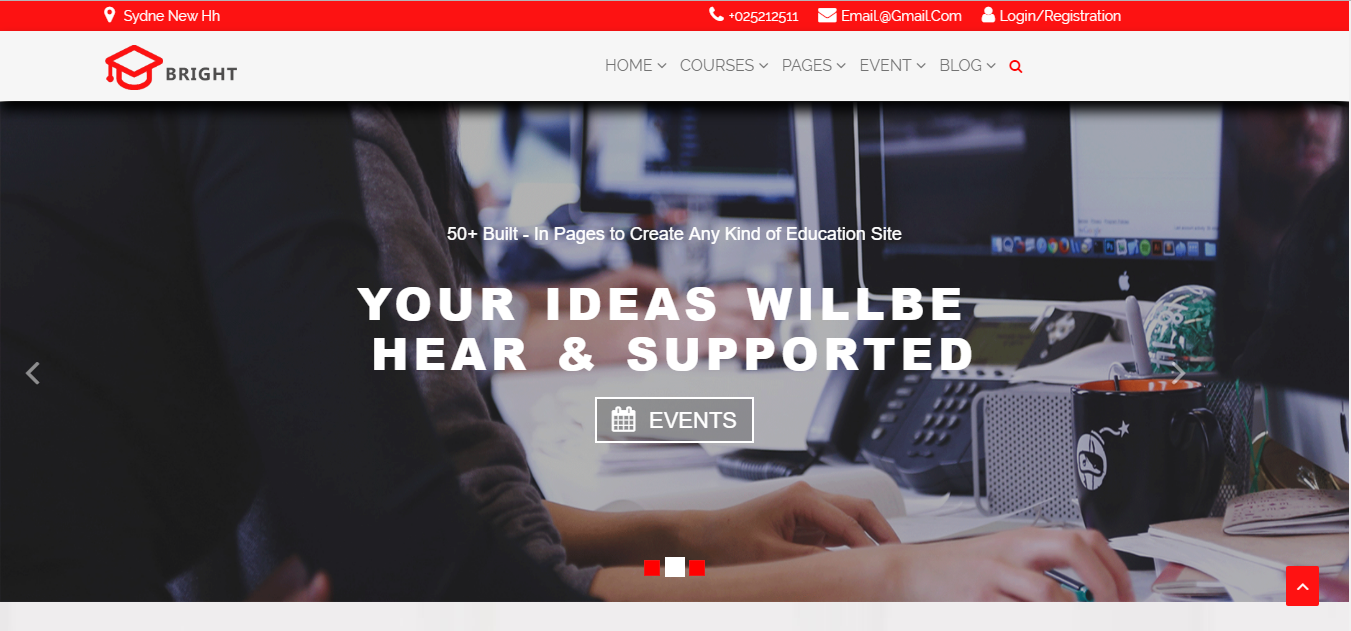 Sydne New Hh
+025212511
Email.@Gmail.Com
Login/Registration
BRIGHT
HOME
COURSES
PAGES
EVENT
BLOG
50+ Built - In Pages to Create Any Kind of Education Site
YOUR IDEAS WILLBE
HEAR & SUPPORTED
EVENTS